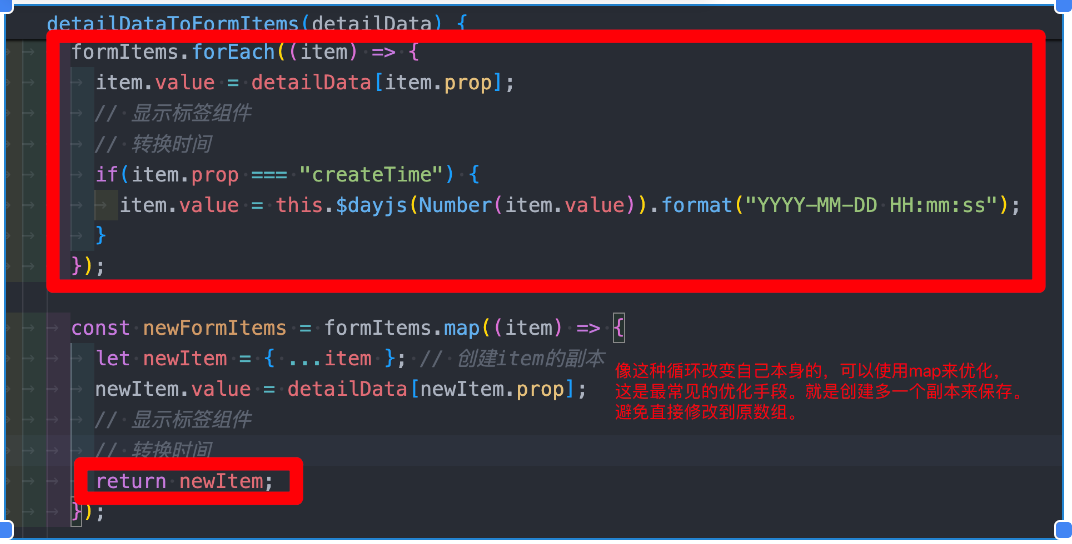 detailDataToFormItems(detailData) {
formItems.forEach((item) => {
item.value = detailData[item.prop];
// 显示标签组件
// 转换时间
if(item.prop === "createTime") {
item.value = this.$dayjs(Number(item.value)).format("YYYY-MM-DD HH:mm:ss");
}
});
const newFormItems = formItems.map((item) => {
let newItem = { ...item }; // 创建item的副本
newItem.value = detailData[newItem.prop];
像这种循环改变自己本身的，可以使用map来优化，
这是最常见的优化手段。就是创建多一个副本来保存。
避免直接修改到原数组。
// 显示标签组件
// 转换时间
return newItem;
});